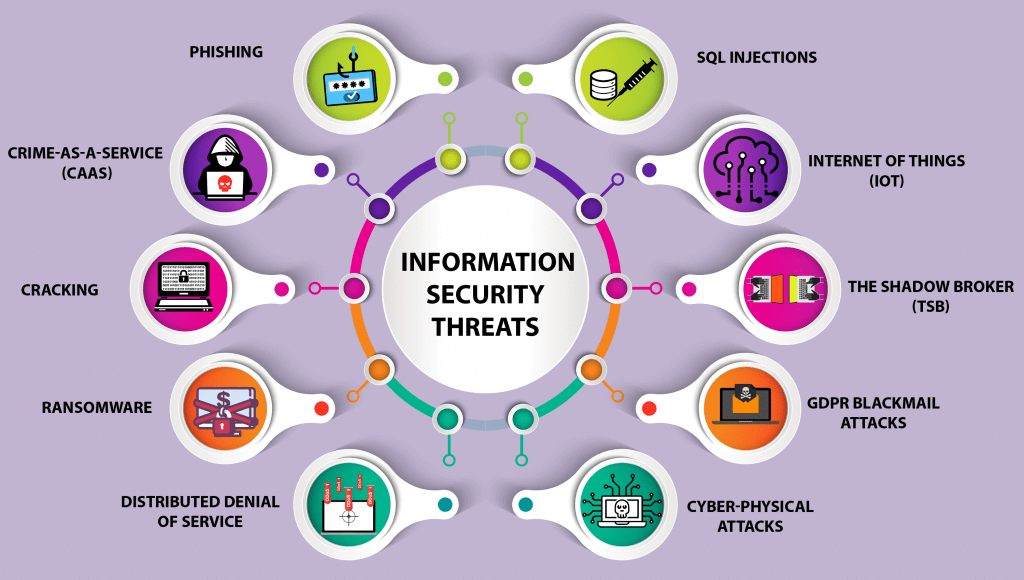 PHISHING
SQL INJECTIONS
CRIME-AS-A-SERVICE
(CAAS)
INTERNET OF THINGS
(IOT)
INFORMATION
SECURITY
THREATS
CRACKING
THE SHADOW BROKER
(TSB)
RANSOMWARE
$
GDPR BLACKMAIL
ATTACKS
DISTRIBUTED DENIAL
OF SERVICE
CYBER-PHYSICAL
ATTACKS